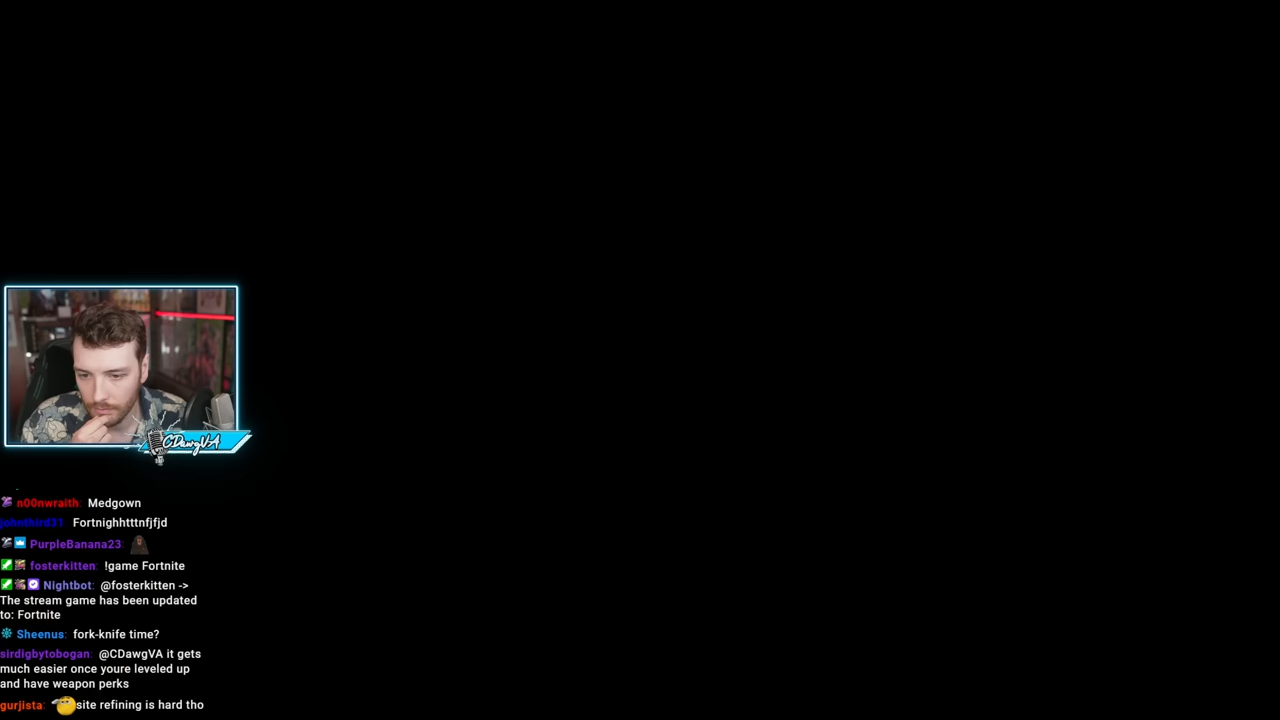 CDawgVA
n00nwraith: Medgown
johnthird31: Fortnighhtttnfjfjd
PurpleBanana23:
fosterkitten: !game Fortnite
Nightbot: @fosterkitten ->
The stream game has been updated
to: Fortnite
Sheenus: fork-knife time?
sirdigbytobogan: @CDawgVA it gets
much easier once youre leveled up
and have weapon perks
gurjista: site refining is hard tho